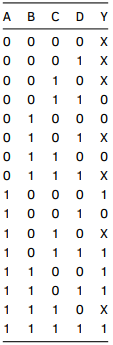 A B C D Y
0 0 0 0 X
0 0 0 1 X
0 0 1 0 X
0 0 1 1 0
0 1 0 0 0
0 1 0 1 X
0 1 1 0 0
0 1 1 1 X
1 0 0 0 1
1 0 0 1 0
1 0 1 0 X
1 0 1 1 1
1 1 0 0 1
1 1 0 1 1
1 1 1 0 X
1 1 1 1 1